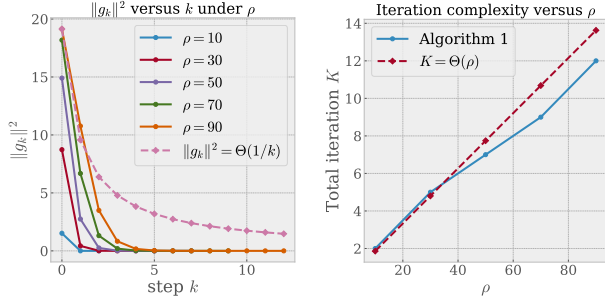 ‖g_k‖² versus k under ρ
‖g_k‖²
20
15
10
5
0
ρ = 10
ρ = 30
ρ = 50
ρ = 70
ρ = 90
‖g_k‖² = Θ(1/k)
0
5
10
step k
Iteration complexity versus ρ
Total iteration K
14
12
10
8
6
4
2
Algorithm 1
K = Θ(ρ)
20
40
60
80
ρ